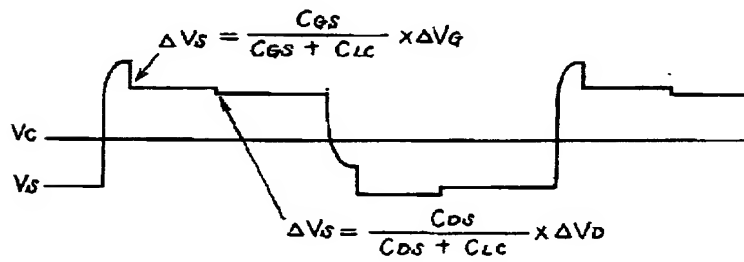 ΔVS = CGS / CGS + CLC × ΔVG
VC
VS
ΔVS = CDS / CDS + CLC × ΔVD